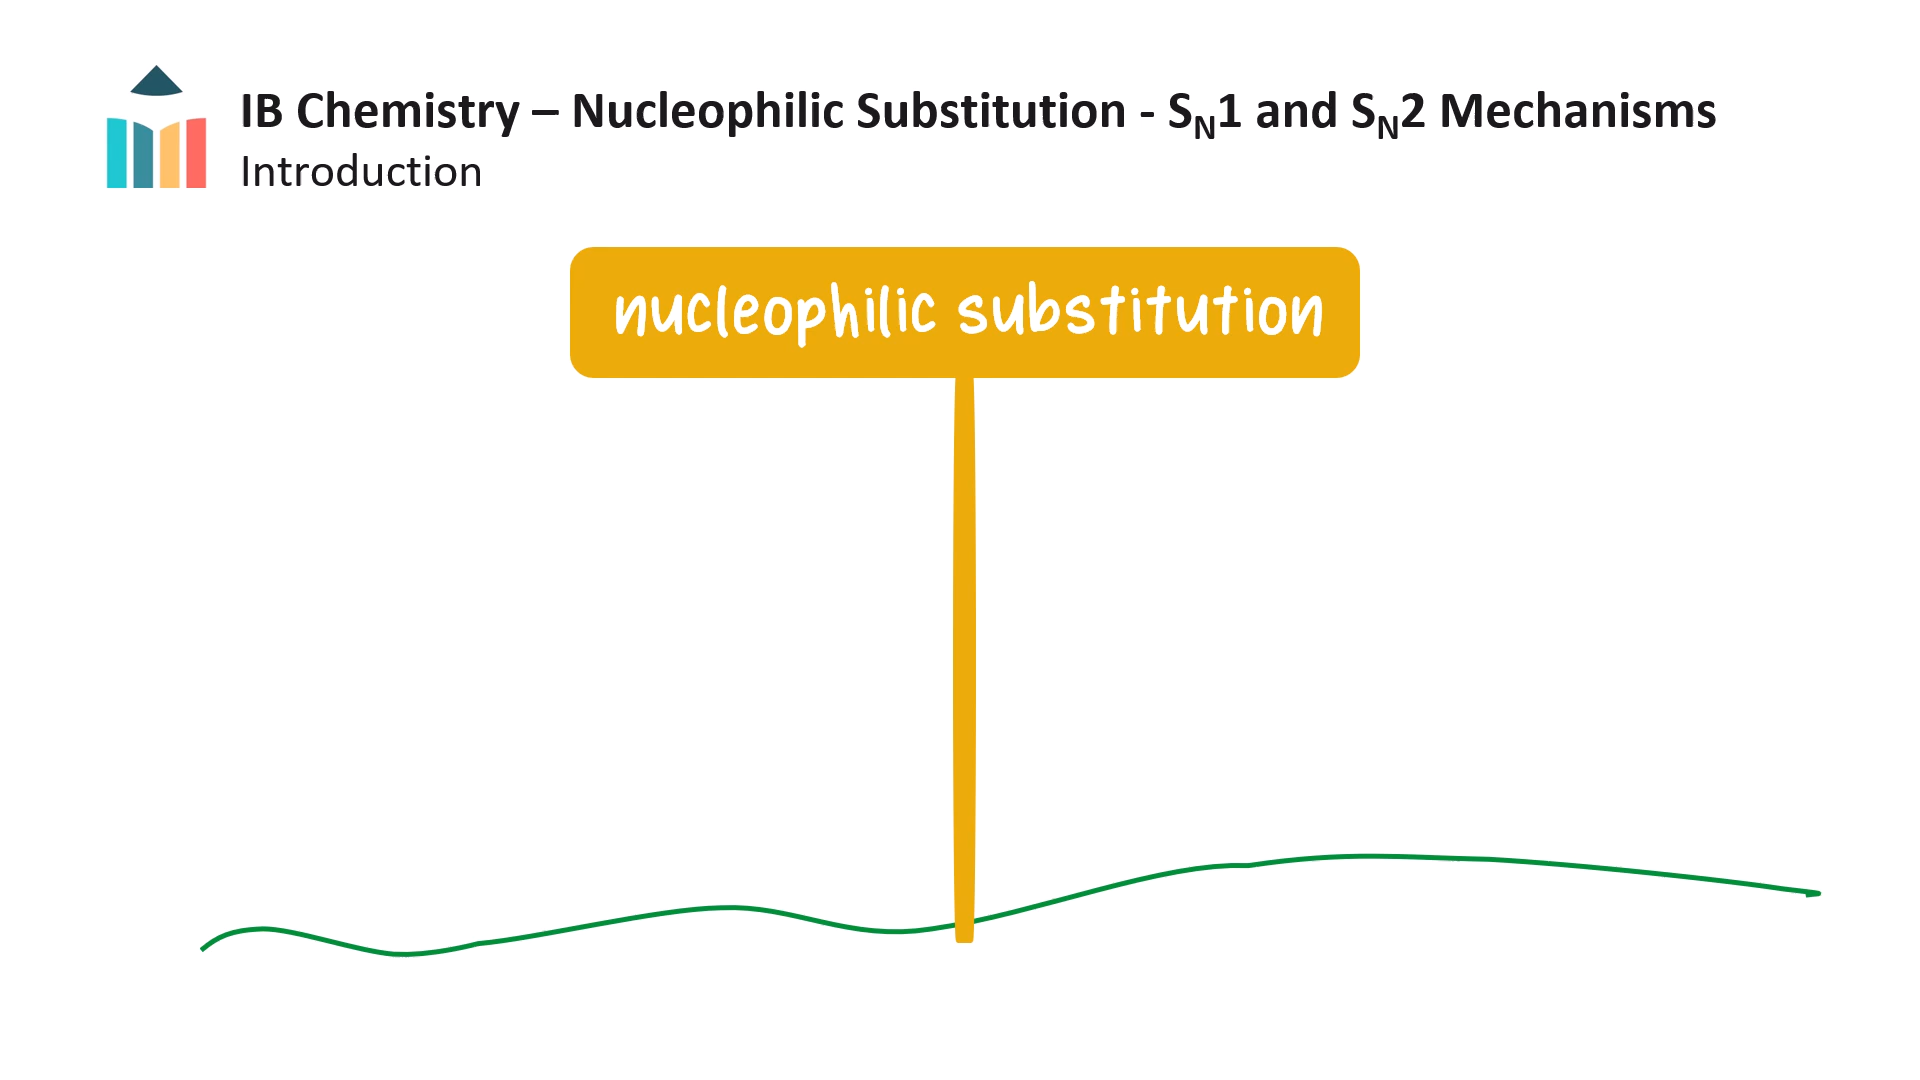 IB Chemistry – Nucleophilic Substitution - SN1 and SN2 Mechanisms
Introduction
nucleophilic substitution